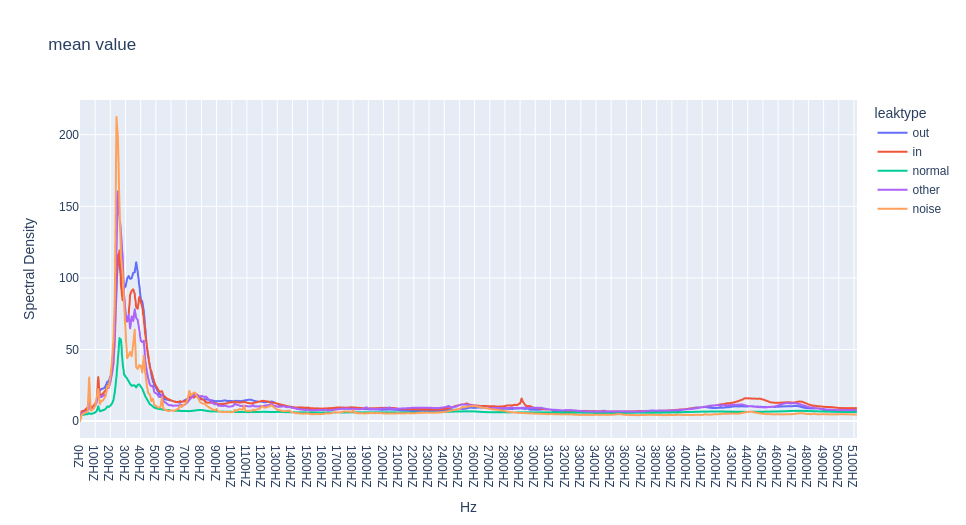 mean value
leaktype
out
in
normal
other
noise
200
150
100
50
0
Spectral Density
0HZ
100HZ
200HZ
300HZ
400HZ
500HZ
600HZ
700HZ
800HZ
900HZ
1000HZ
1100HZ
1200HZ
1300HZ
1400HZ
1500HZ
1600HZ
1700HZ
1800HZ
1900HZ
2000HZ
2100HZ
2200HZ
2300HZ
2400HZ
2500HZ
2600HZ
2700HZ
2800HZ
2900HZ
3000HZ
3100HZ
3200HZ
3300HZ
3400HZ
3500HZ
3600HZ
3700HZ
3800HZ
3900HZ
4000HZ
4100HZ
4200HZ
4300HZ
4400HZ
4500HZ
4600HZ
4700HZ
4800HZ
4900HZ
5000HZ
5100HZ
Hz